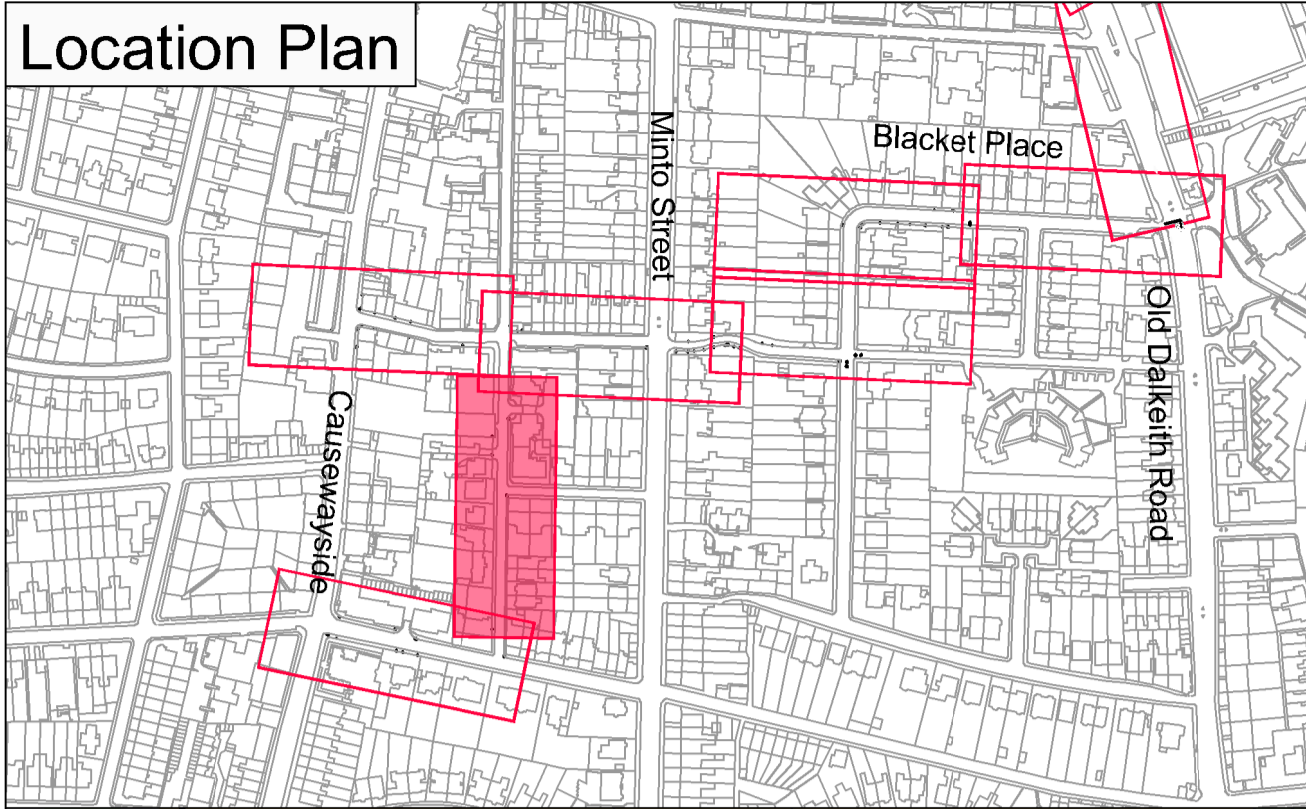 Location Plan
Minto Street
Blacket Place
Old Dalkeith Road
Causewayside